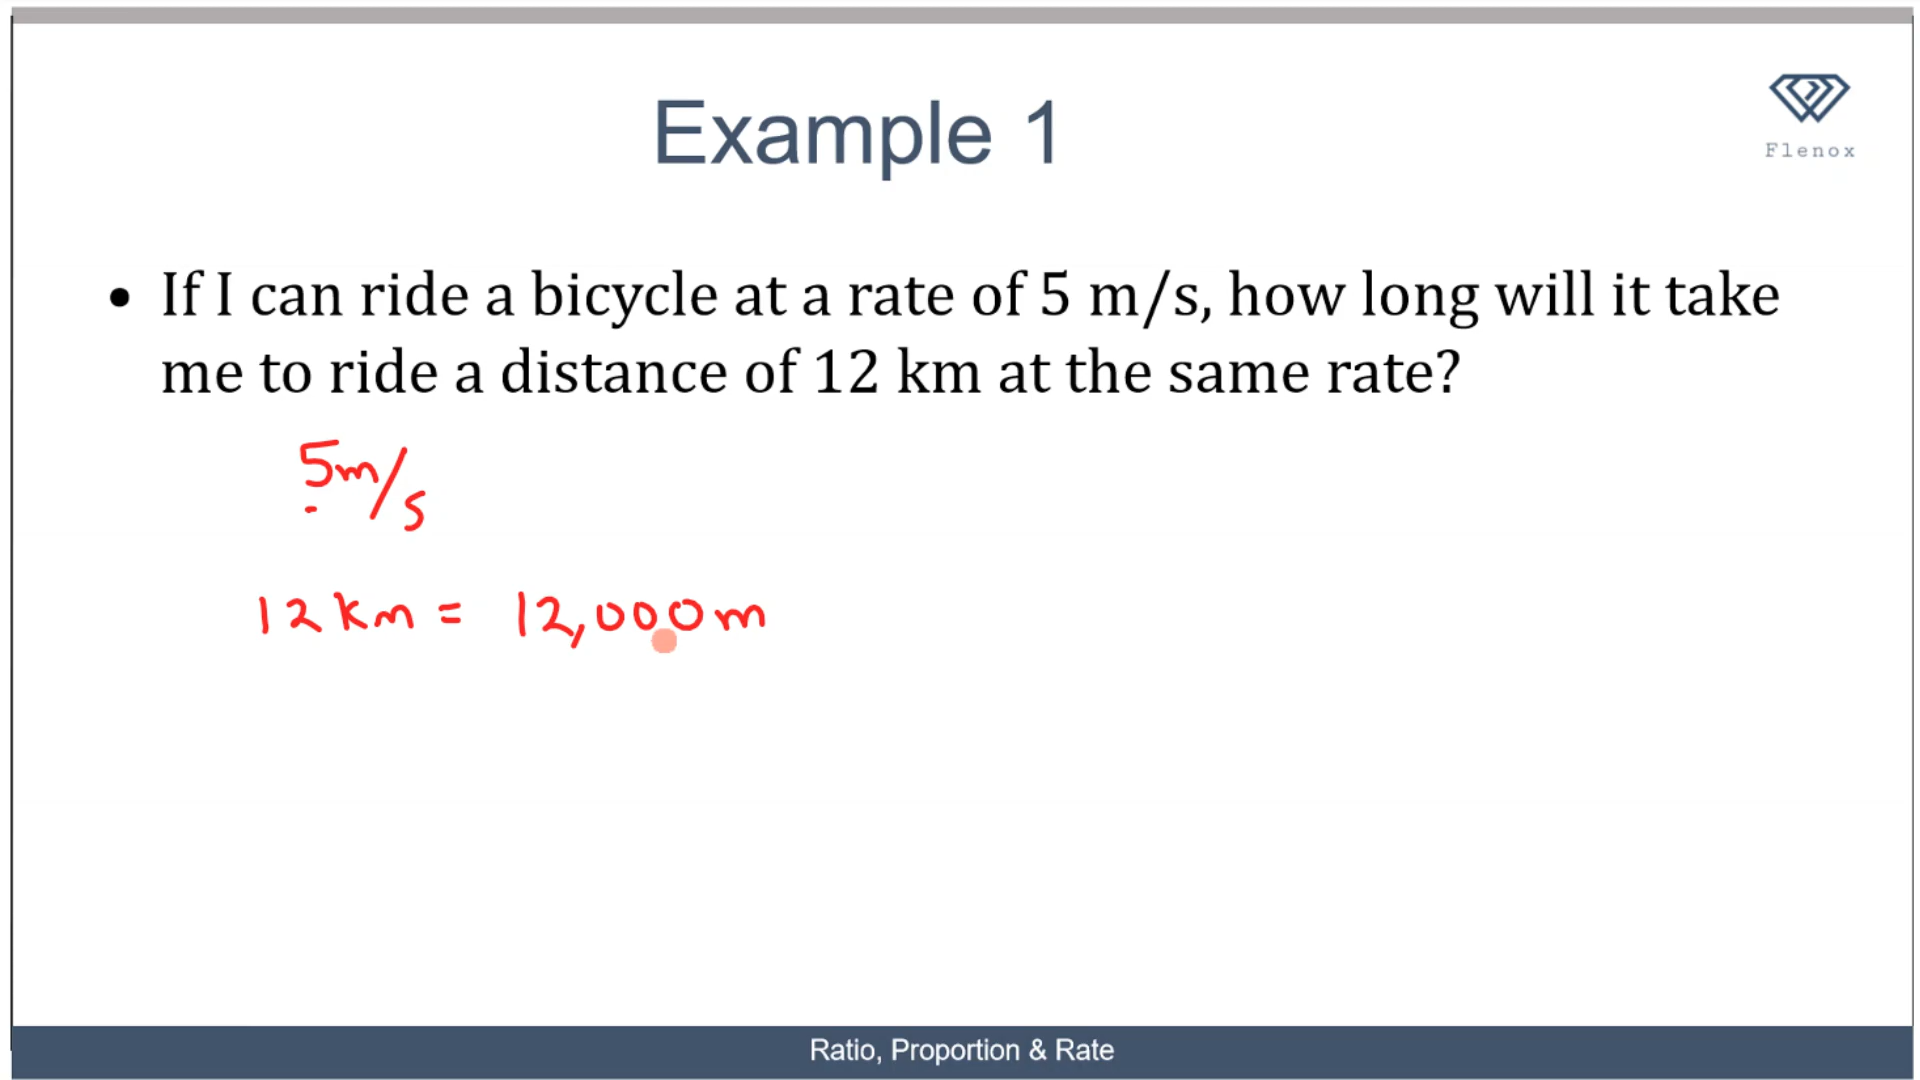 Example 1
Flenox
• If I can ride a bicycle at a rate of 5 m/s, how long will it take
me to ride a distance of 12 km at the same rate?
5m/s
12km = 12,000m
Ratio, Proportion & Rate